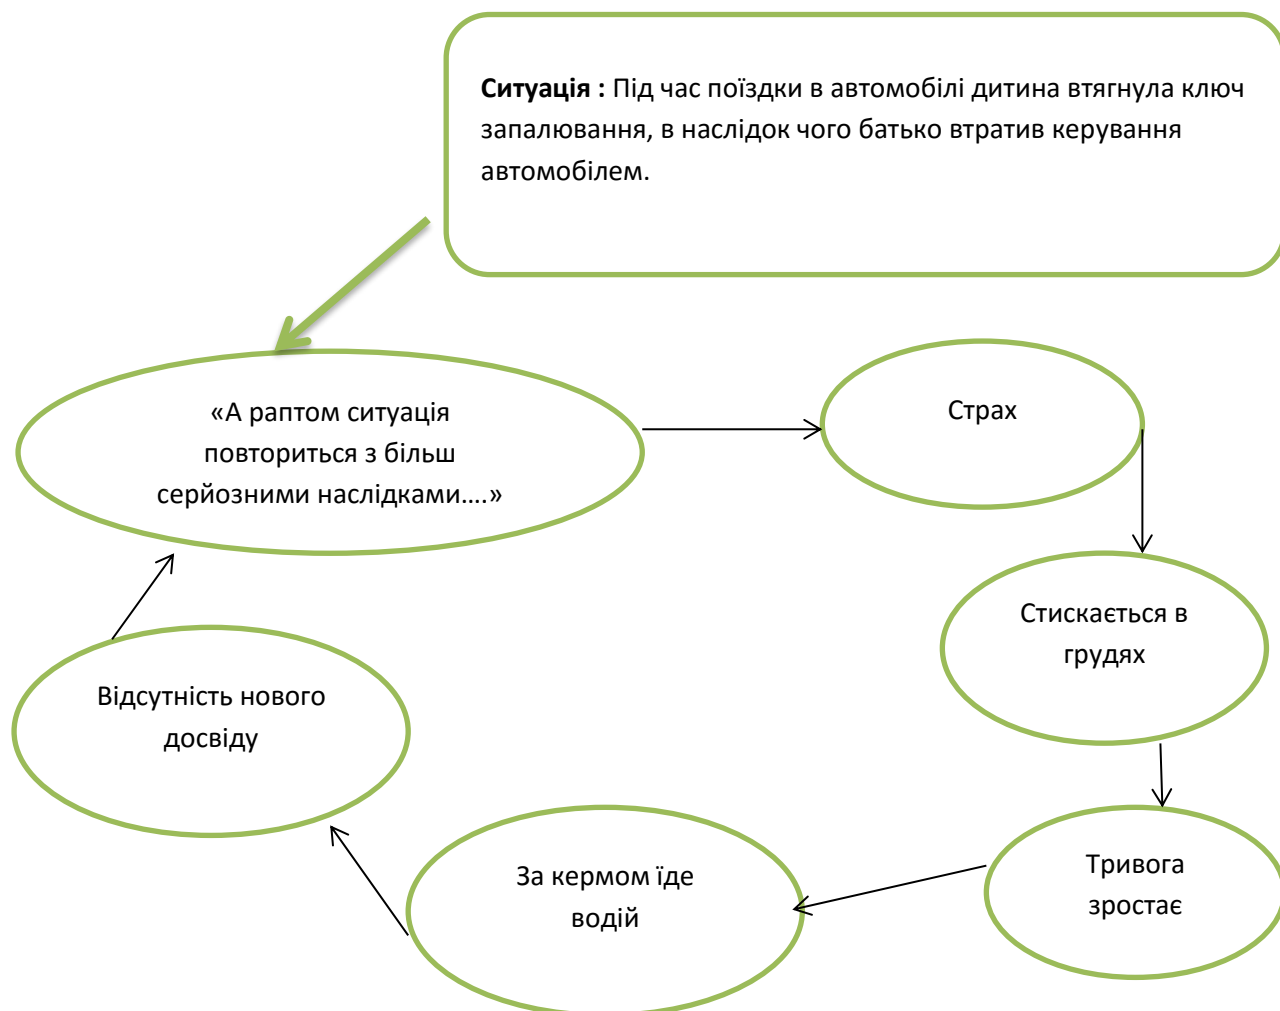 Ситуація : Під час поїздки в автомобілі дитина втягнула ключ
запалювання, в наслідок чого батько втратив керування
автомобілем.
«А раптом ситуація
повториться з більш
серйозними наслідками....»
Страх
Стискається в
грудях
Тривога
зростає
За кермом їде
водій
Відсутність нового
досвіду